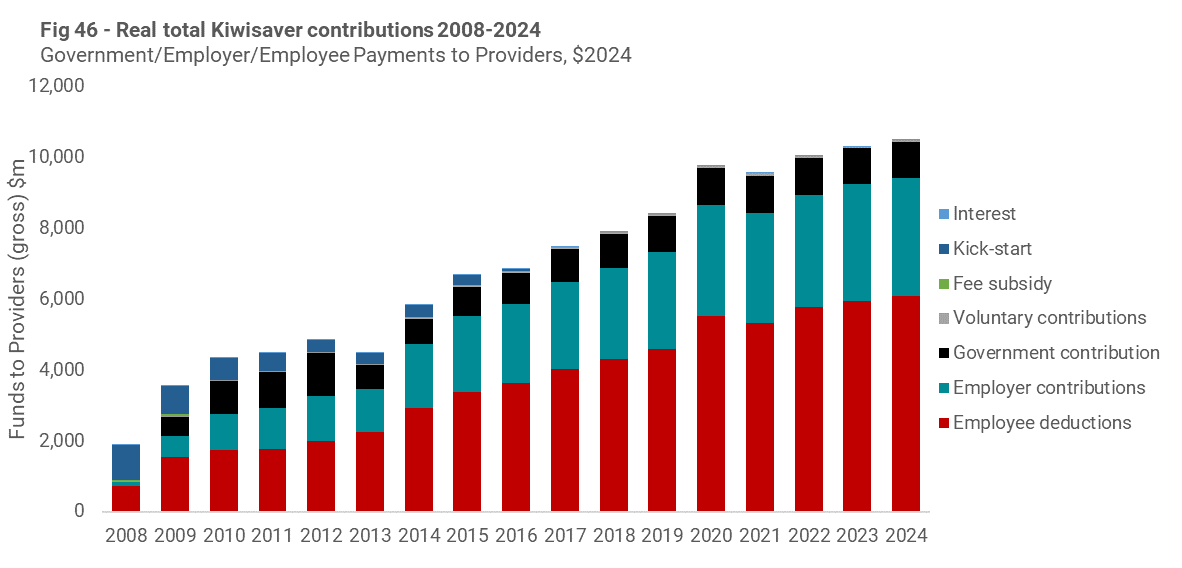 Fig 46 - Real total Kiwisaver contributions 2008-2024
Government/Employer/Employee Payments to Providers, $2024
Funds to Providers (gross) $m
12,000
10,000
8,000
6,000
4,000
2,000
0
2008 2009 2010 2011 2012 2013 2014 2015 2016 2017 2018 2019 2020 2021 2022 2023 2024
Interest
Kick-start
Fee subsidy
Voluntary contributions
Government contribution
Employer contributions
Employee deductions